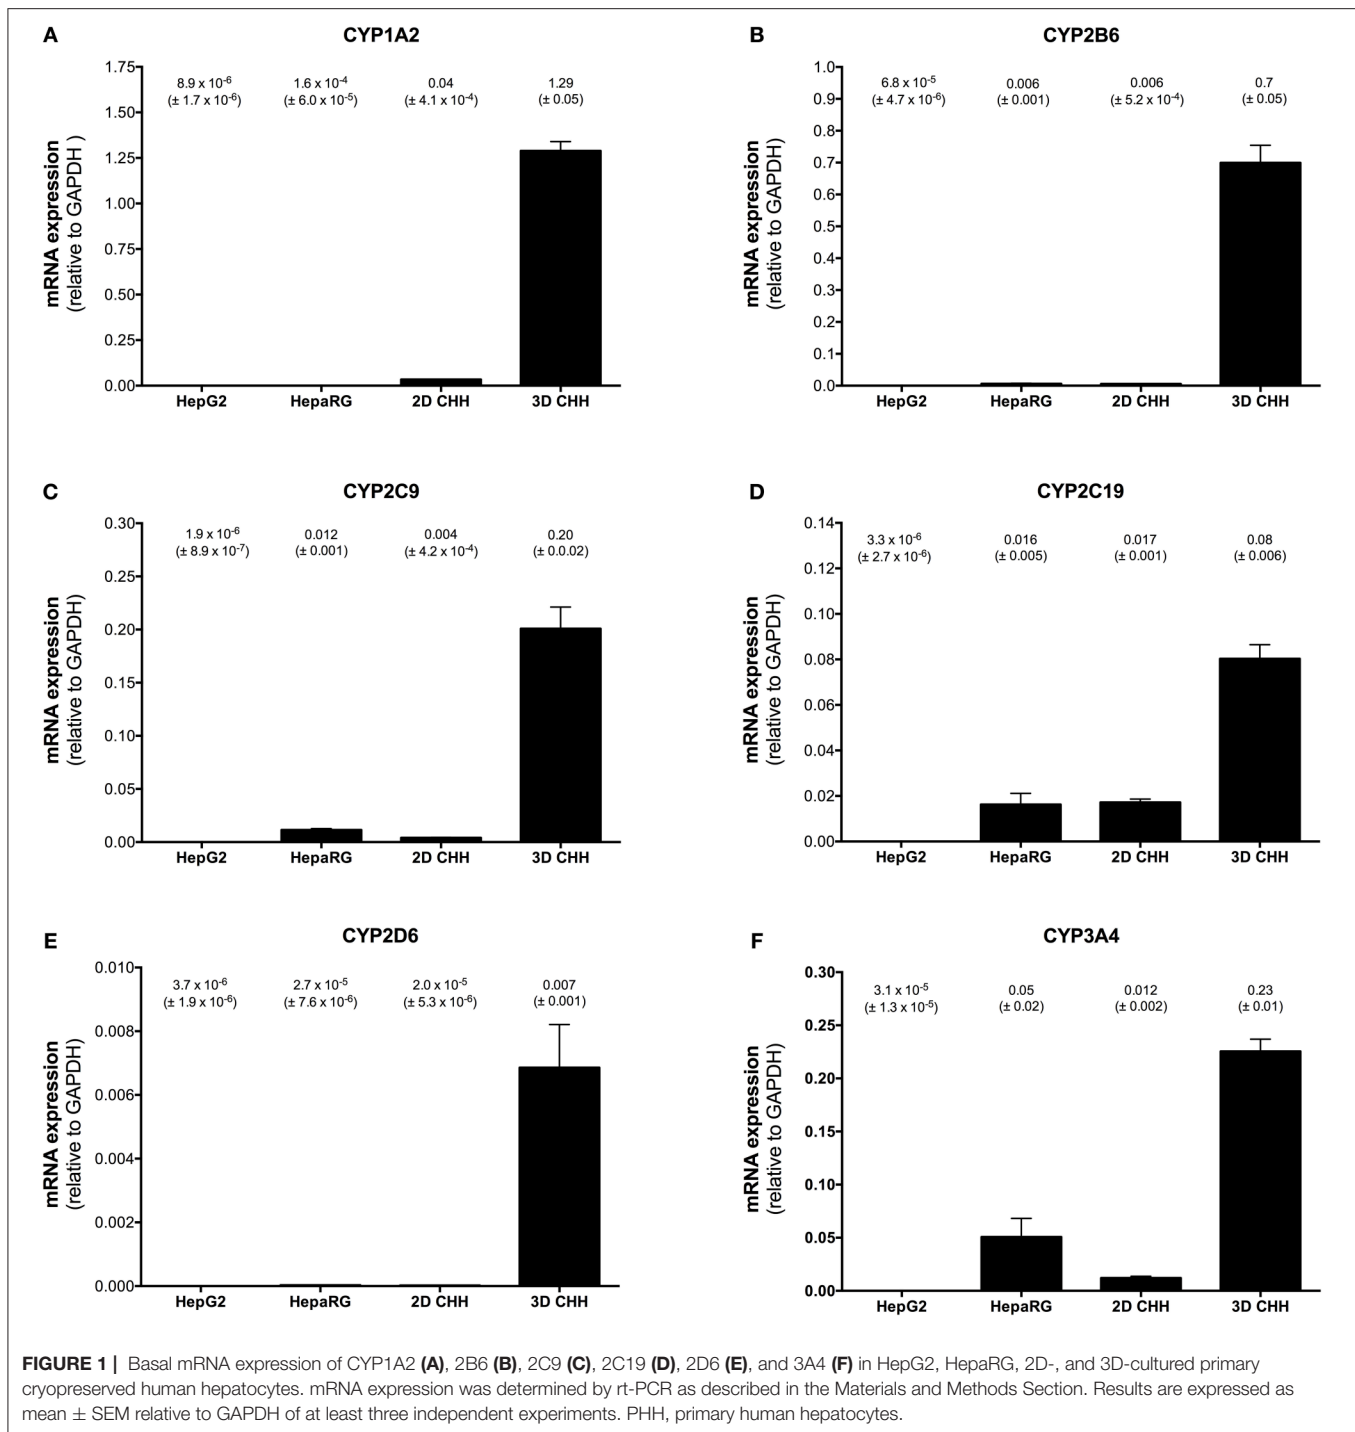 A
CYP1A2
8.9 x 10⁻⁶ 1.6 x 10⁻⁴ 0.04 1.29
(± 1.7 x 10⁻⁶) (± 6.0 x 10⁻⁵) (± 4.1 x 10⁻⁴) (± 0.05)
mRNA expression
(relative to GAPDH )
1.75
1.50
1.25
1.00
0.75
0.50
0.25
0.00
HepG2 HepaRG 2D CHH 3D CHH
B
CYP2B6
6.8 x 10⁻⁵ 0.006 0.006 0.7
(± 4.7 x 10⁻⁶) (± 0.001) (± 5.2 x 10⁻⁴) (± 0.05)
mRNA expression
(relative to GAPDH)
1.0
0.9
0.8
0.7
0.6
0.5
0.4
0.3
0.2
0.1
0.0
HepG2 HepaRG 2D CHH 3D CHH
C
CYP2C9
1.9 x 10⁻⁶ 0.012 0.004 0.20
(± 8.9 x 10⁻⁷) (± 0.001) (± 4.2 x 10⁻⁴) (± 0.0.02)
mRNA expression
(relative to GAPDH)
0.30
0.25
0.20
0.15
0.10
0.05
0.00
HepG2 HepaRG 2D CHH 3D CHH
D
CYP2C19
3.3 x 10⁻⁶ 0.016 0.017 0.08
(± 2.7 x 10⁻⁶) (± 0.005) (± 0.001) (± 0.006)
mRNA expression
(relative to GAPDH)
0.14
0.12
0.10
0.08
0.06
0.04
0.02
0.00
HepG2 HepaRG 2D CHH 3D CHH
E
CYP2D6
3.7 x 10⁻⁶ 2.7 x 10⁻⁵ 2.0 x 10⁻⁵ 0.007
(± 1.9 x 10⁻⁶) (± 7.6 x 10⁻⁶) (± 5.3 x 10⁻⁶) (± 0.001)
mRNA expression
(relative to GAPDH)
0.010
0.008
0.006
0.004
0.002
0.000
HepG2 HepaRG 2D CHH 3D CHH
F
CYP3A4
3.1 x 10⁻⁵ 0.05 0.012 0.23
(± 1.3 x 10⁻⁵) (± 0.02) (± 0.002) (± 0.01)
mRNA expression
(relative to GAPDH)
0.30
0.25
0.20
0.15
0.10
0.05
0.00
HepG2 HepaRG 2D CHH 3D CHH
FIGURE 1 | Basal mRNA expression of CYP1A2 (A), 2B6 (B), 2C9 (C), 2C19 (D), 2D6 (E), and 3A4 (F) in HepG2, HepaRG, 2D-, and 3D-cultured primary
cryopreserved human hepatocytes. mRNA expression was determined by rt-PCR as described in the Materials and Methods Section. Results are expressed as
mean ± SEM relative to GAPDH of at least three independent experiments. PHH, primary human hepatocytes.